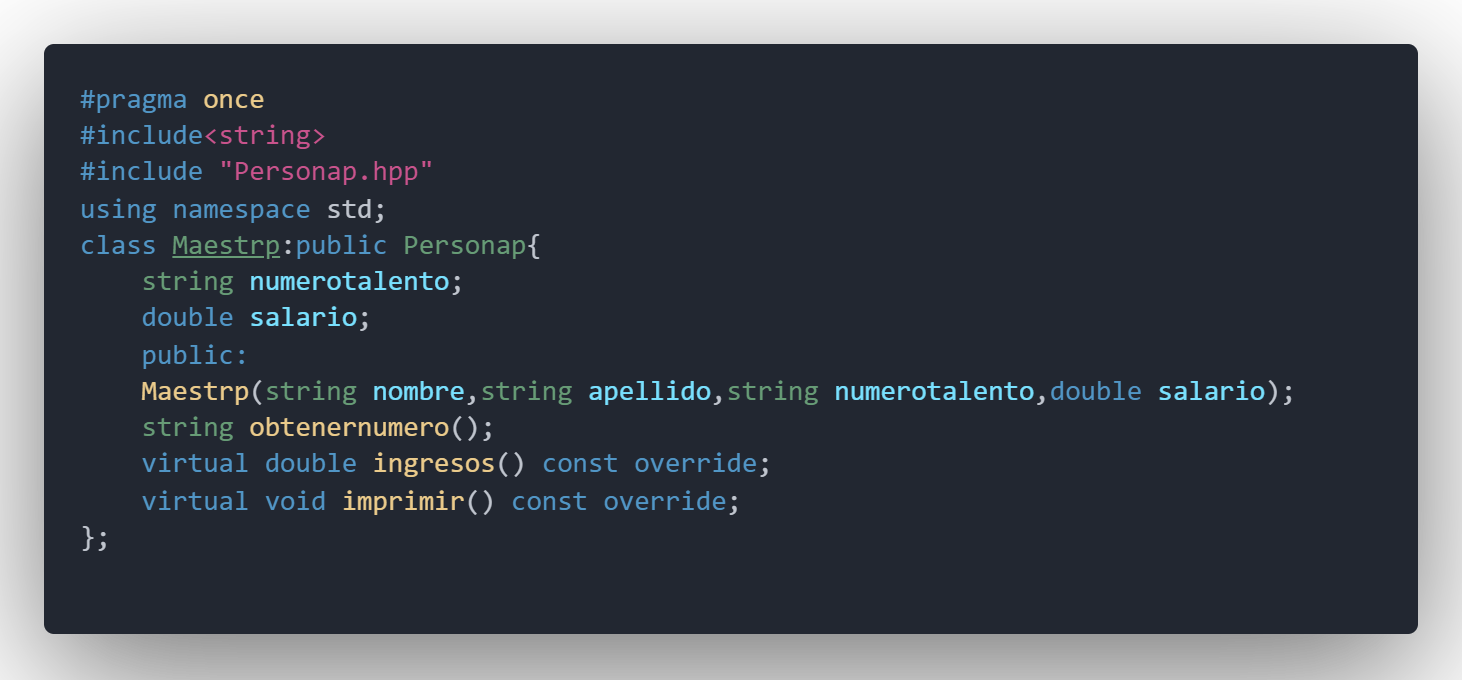 #pragma once
#include<string>
#include "Personap.hpp"
using namespace std;
class Maestrp:public Personap{
    string numerotalento;
    double salario;
    public:
    Maestrp(string nombre,string apellido,string numerotalento,double salario);
    string obtenernumero();
    virtual double ingresos() const override;
    virtual void imprimir() const override;
};